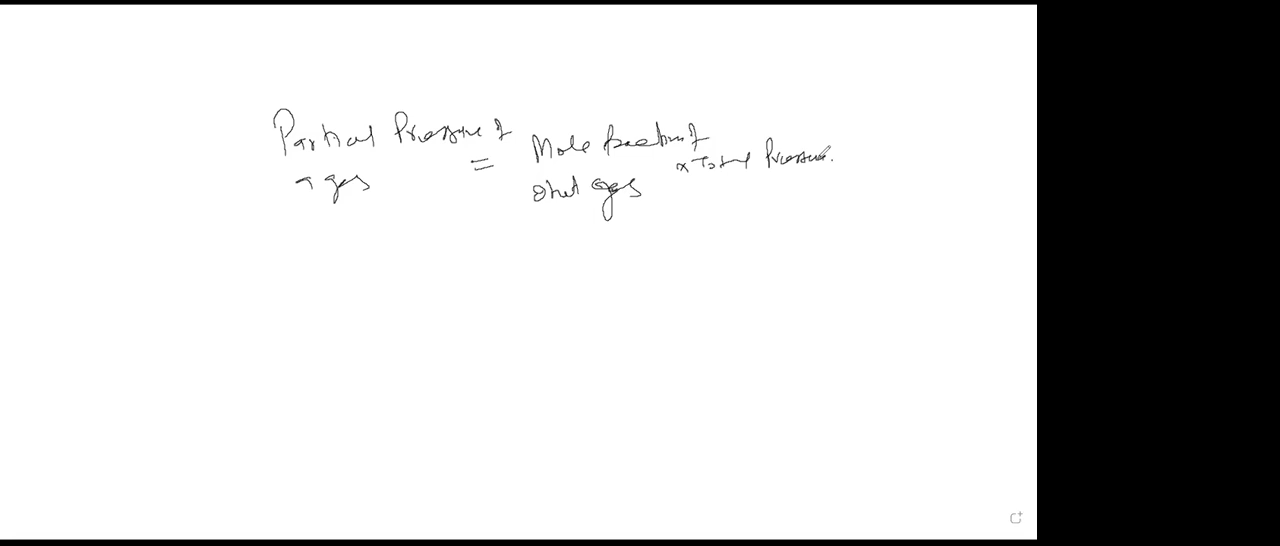 Partial Pressure of = Mole fraction of x Total Pressure.
a gas that gas